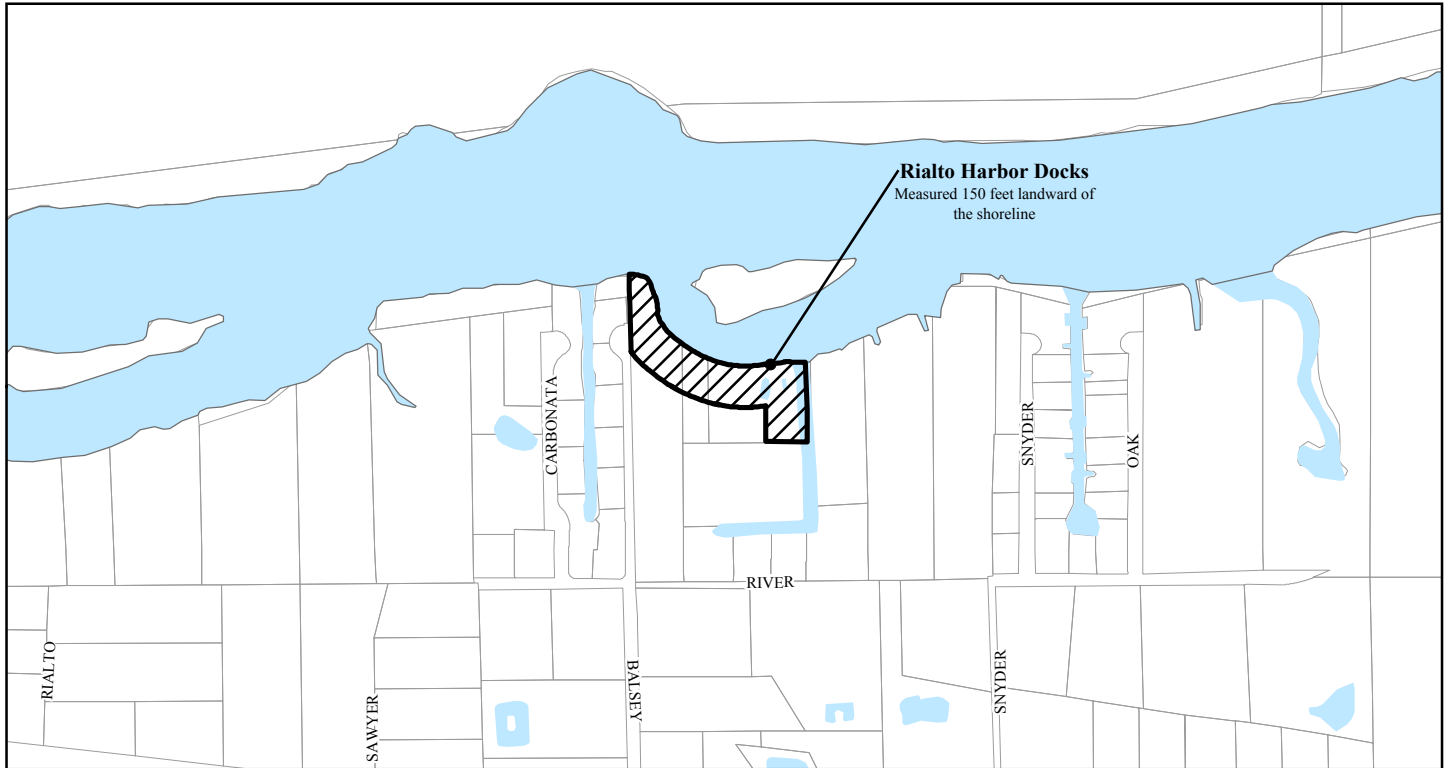 Rialto Harbor Docks
Measured 150 feet landward of
the shoreline
CARBONATA
SNYDER
OAK
RIVER
RIALTO
SAWYER
BALSEY
SNYDER